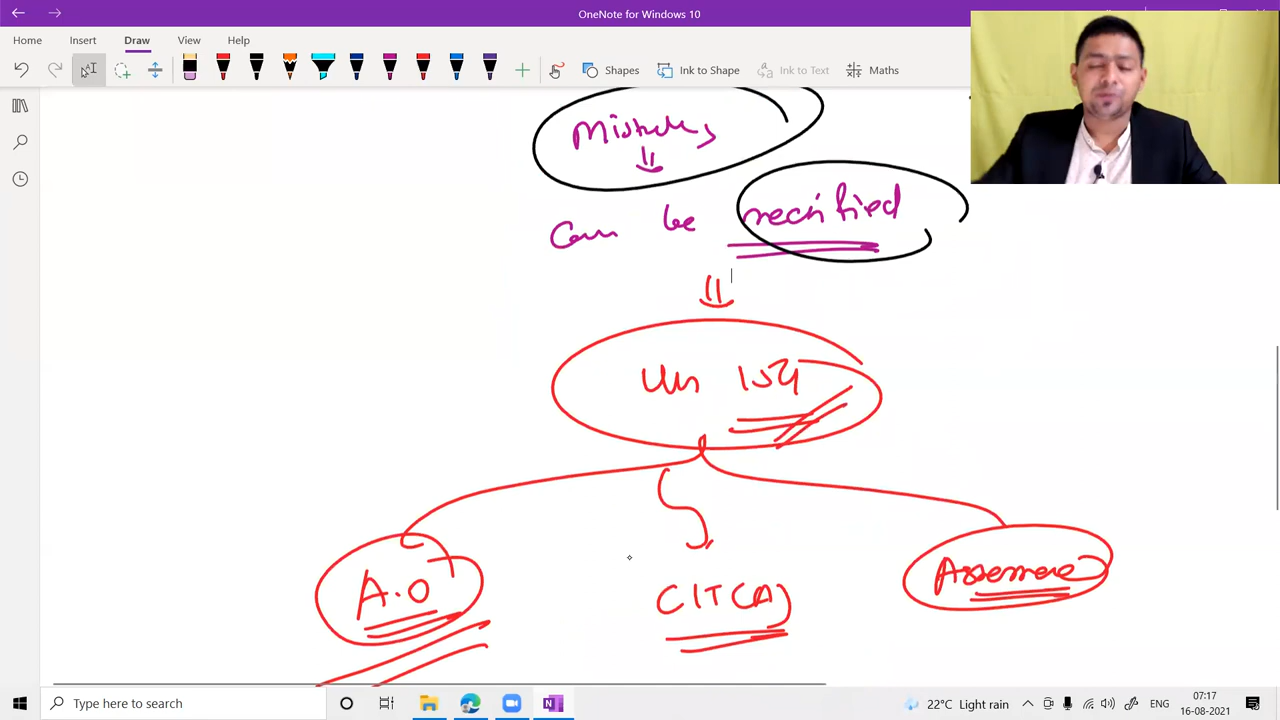 OneNote for Windows 10
Home Insert Draw View Help
Shapes Ink to Shape Ink to Text Maths
Mistakes
can be rectified
U/s 154
A.O CIT(A) Assessee
Type here to search
22°C Light rain ENG 07:17
16-08-2021